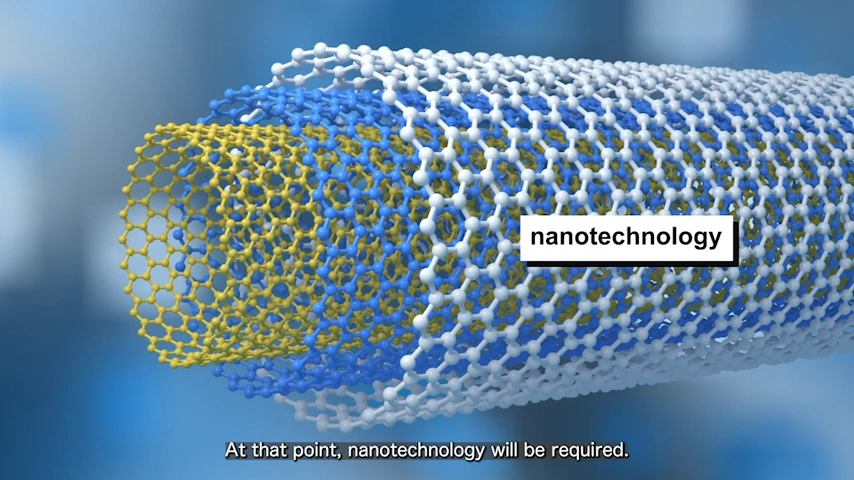 nanotechnology
At that point, nanotechnology will be required.